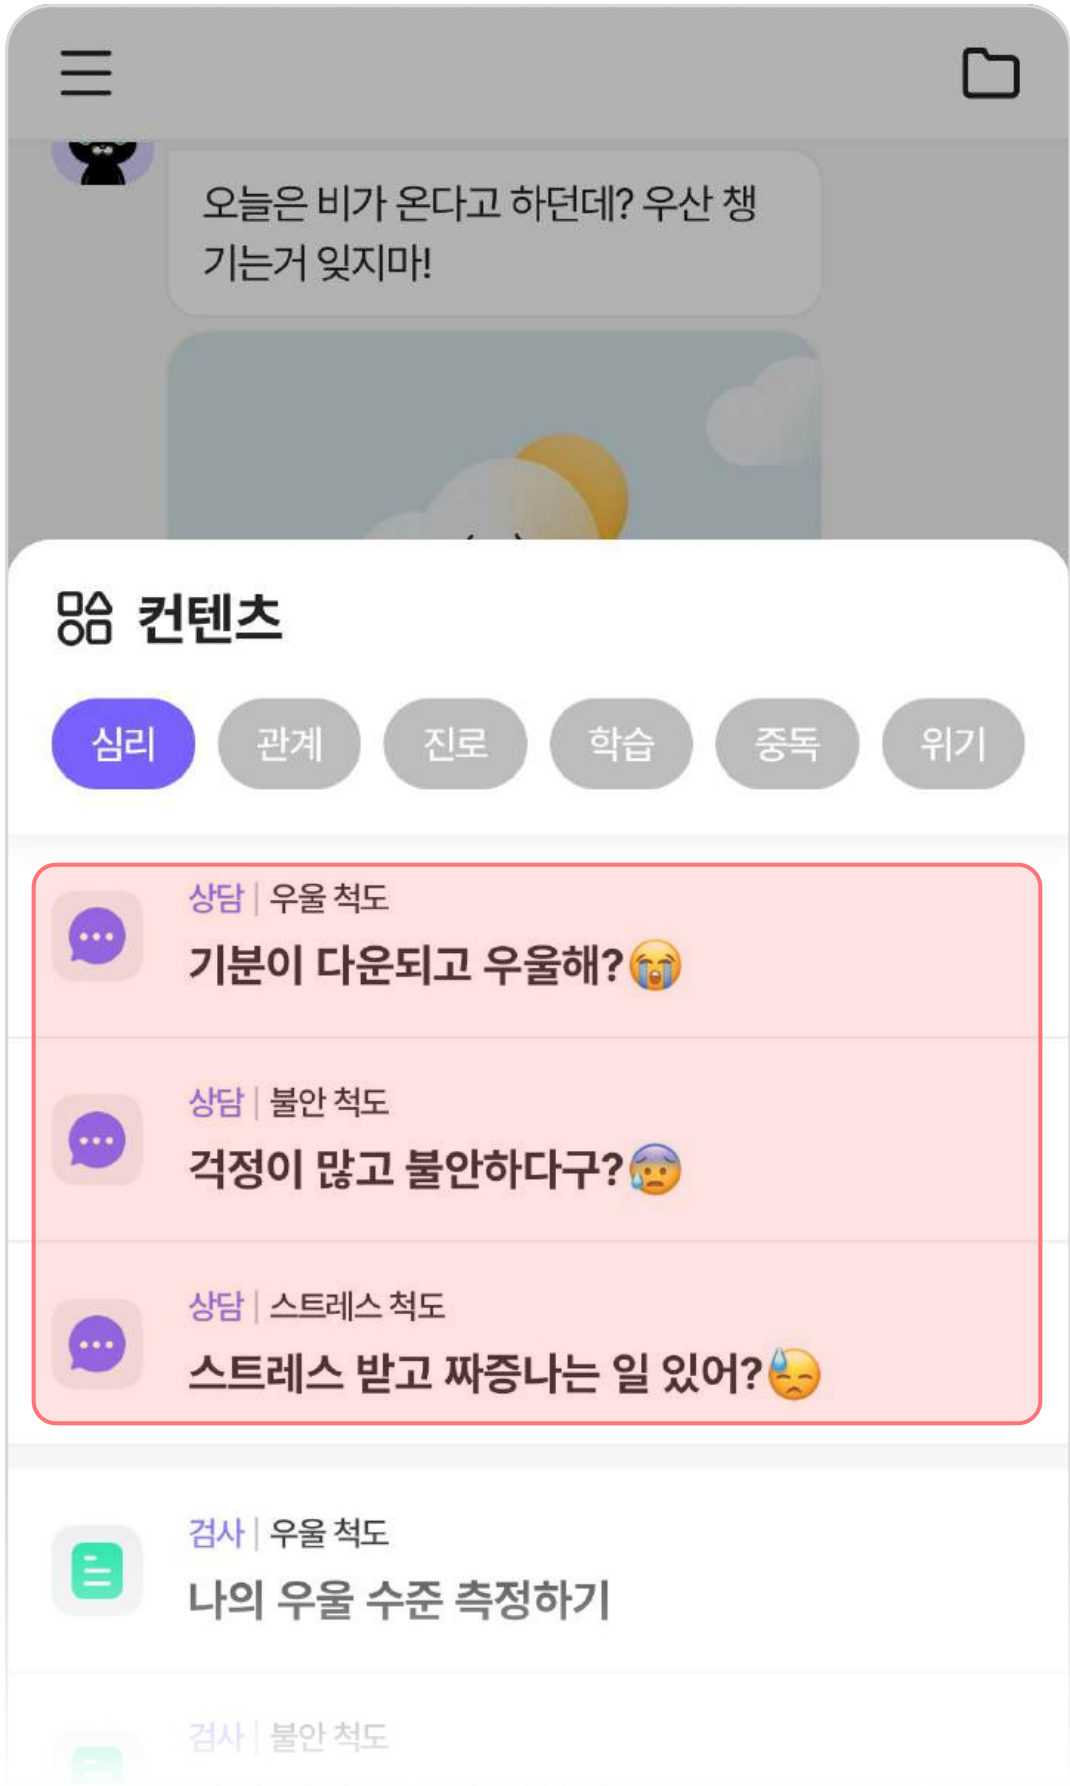 오늘은 비가 온다고 하던데? 우산 챙
기는거 잊지마!
컨텐츠
심리 관계 진로 학습 중독 위기
상담 | 우울 척도
기분이 다운되고 우울해?😭
상담 | 불안 척도
걱정이 많고 불안하다구?😰
상담 | 스트레스 척도
스트레스 받고 짜증나는 일 있어?😓
검사 | 우울 척도
나의 우울 수준 측정하기
검사 | 불안 척도